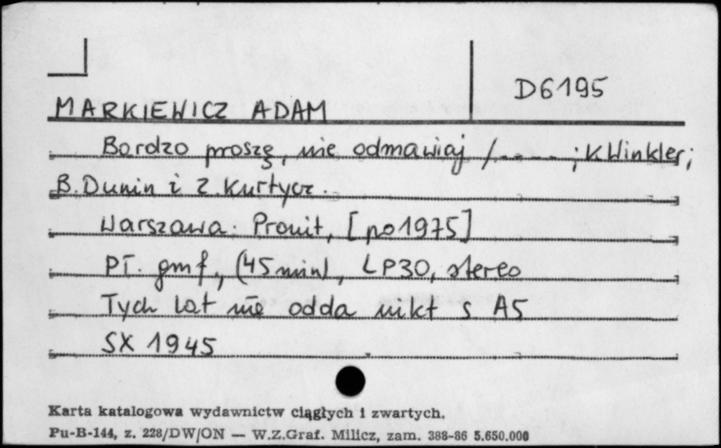 D6195
MARKIEWICZ ADAM
Bardzo proszę, nie odmawiaj /....; K Winkler;
B. Dunin i Z Kurtycz.
Warszawa: Pronit, [po 1975]
Pł. gmf., (45 min), LP30, stereo
Tych lat nie odda nikt s A5
SX 1945
Karta katalogowa wydawnictw ciągłych i zwartych.
Pu-B-144, z. 228/DW/ON — W.Z.Graf. Milicz, zam. 388-86 5.650.000